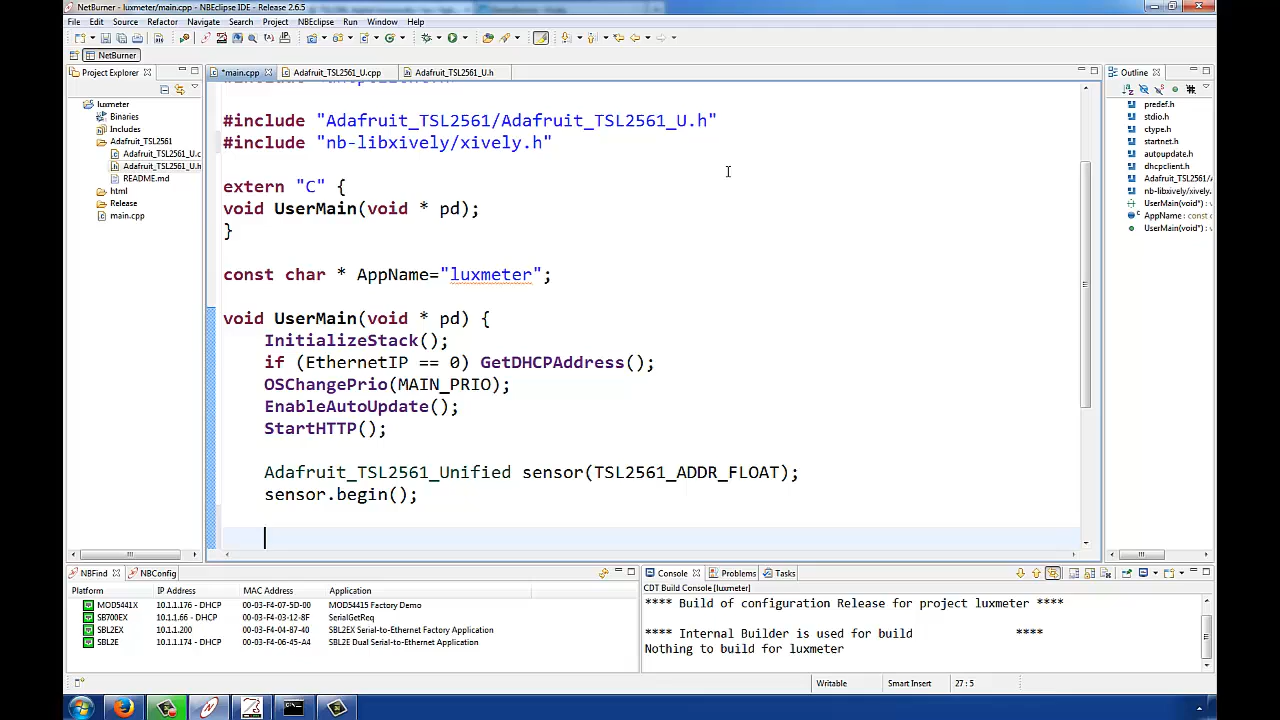 NetBurner - luxmeter/main.cpp - NBEclipse IDE - Release 2.6.5
File Edit Source Refactor Navigate Search Project NBEclipse Run Window Help
NetBurner
Project Explorer
*main.cpp Adafruit_TSL2561_U.cpp Adafruit_TSL2561_U.h
Outline
luxmeter
Binaries
Includes
Adafruit_TSL2561
Adafruit_TSL2561_U.c
Adafruit_TSL2561_U.h
README.md
html
Release
main.cpp
#include "Adafruit_TSL2561/Adafruit_TSL2561_U.h"
#include "nb-libxively/xively.h"
extern "C" {
void UserMain(void * pd);
}
const char * AppName="luxmeter";
void UserMain(void * pd) {
InitializeStack();
if (EthernetIP == 0) GetDHCPAddress();
OSChangePrio(MAIN_PRIO);
EnableAutoUpdate();
StartHTTP();
Adafruit_TSL2561_Unified sensor(TSL2561_ADDR_FLOAT);
sensor.begin();
predef.h
stdio.h
ctype.h
startnet.h
autoupdate.h
dhcpclient.h
Adafruit_TSL2561/A
nb-libxively/xively.
UserMain(void*) : v
AppName : const c
UserMain(void*) : v
NBFind NBConfig
Platform IP Address MAC Address Application
MOD5441X 10.1.1.176 - DHCP 00-03-F4-07-5D-00 MOD54415 Factory Demo
SB700EX 10.1.1.66 - DHCP 00-03-F4-03-12-8F SerialGetReq
SBL2EX 10.1.1.200 00-03-F4-04-87-40 SBL2EX Serial-to-Ethernet Factory Application
SBL2E 10.1.1.174 - DHCP 00-03-F4-06-45-A4 SBL2E Dual Serial-to-Ethernet Application
Console Problems Tasks
CDT Build Console [luxmeter]
**** Build of configuration Release for project luxmeter ****
**** Internal Builder is used for build ****
Nothing to build for luxmeter
Writable Smart Insert 27 : 5